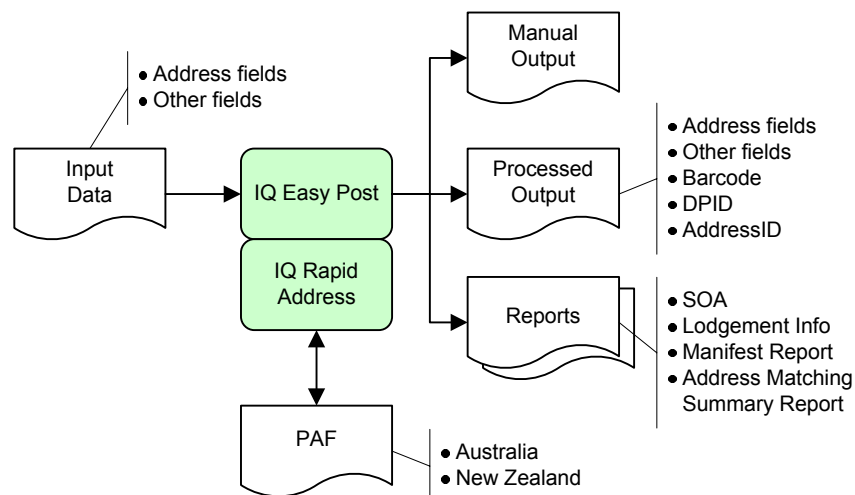 Manual
Output
• Address fields
• Other fields
Input
Data
IQ Easy Post
Processed
Output
• Address fields
• Other fields
• Barcode
• DPID
• AddressID
IQ Rapid
Address
Reports
• SOA
• Lodgement Info
• Manifest Report
• Address Matching
Summary Report
PAF
• Australia
• New Zealand